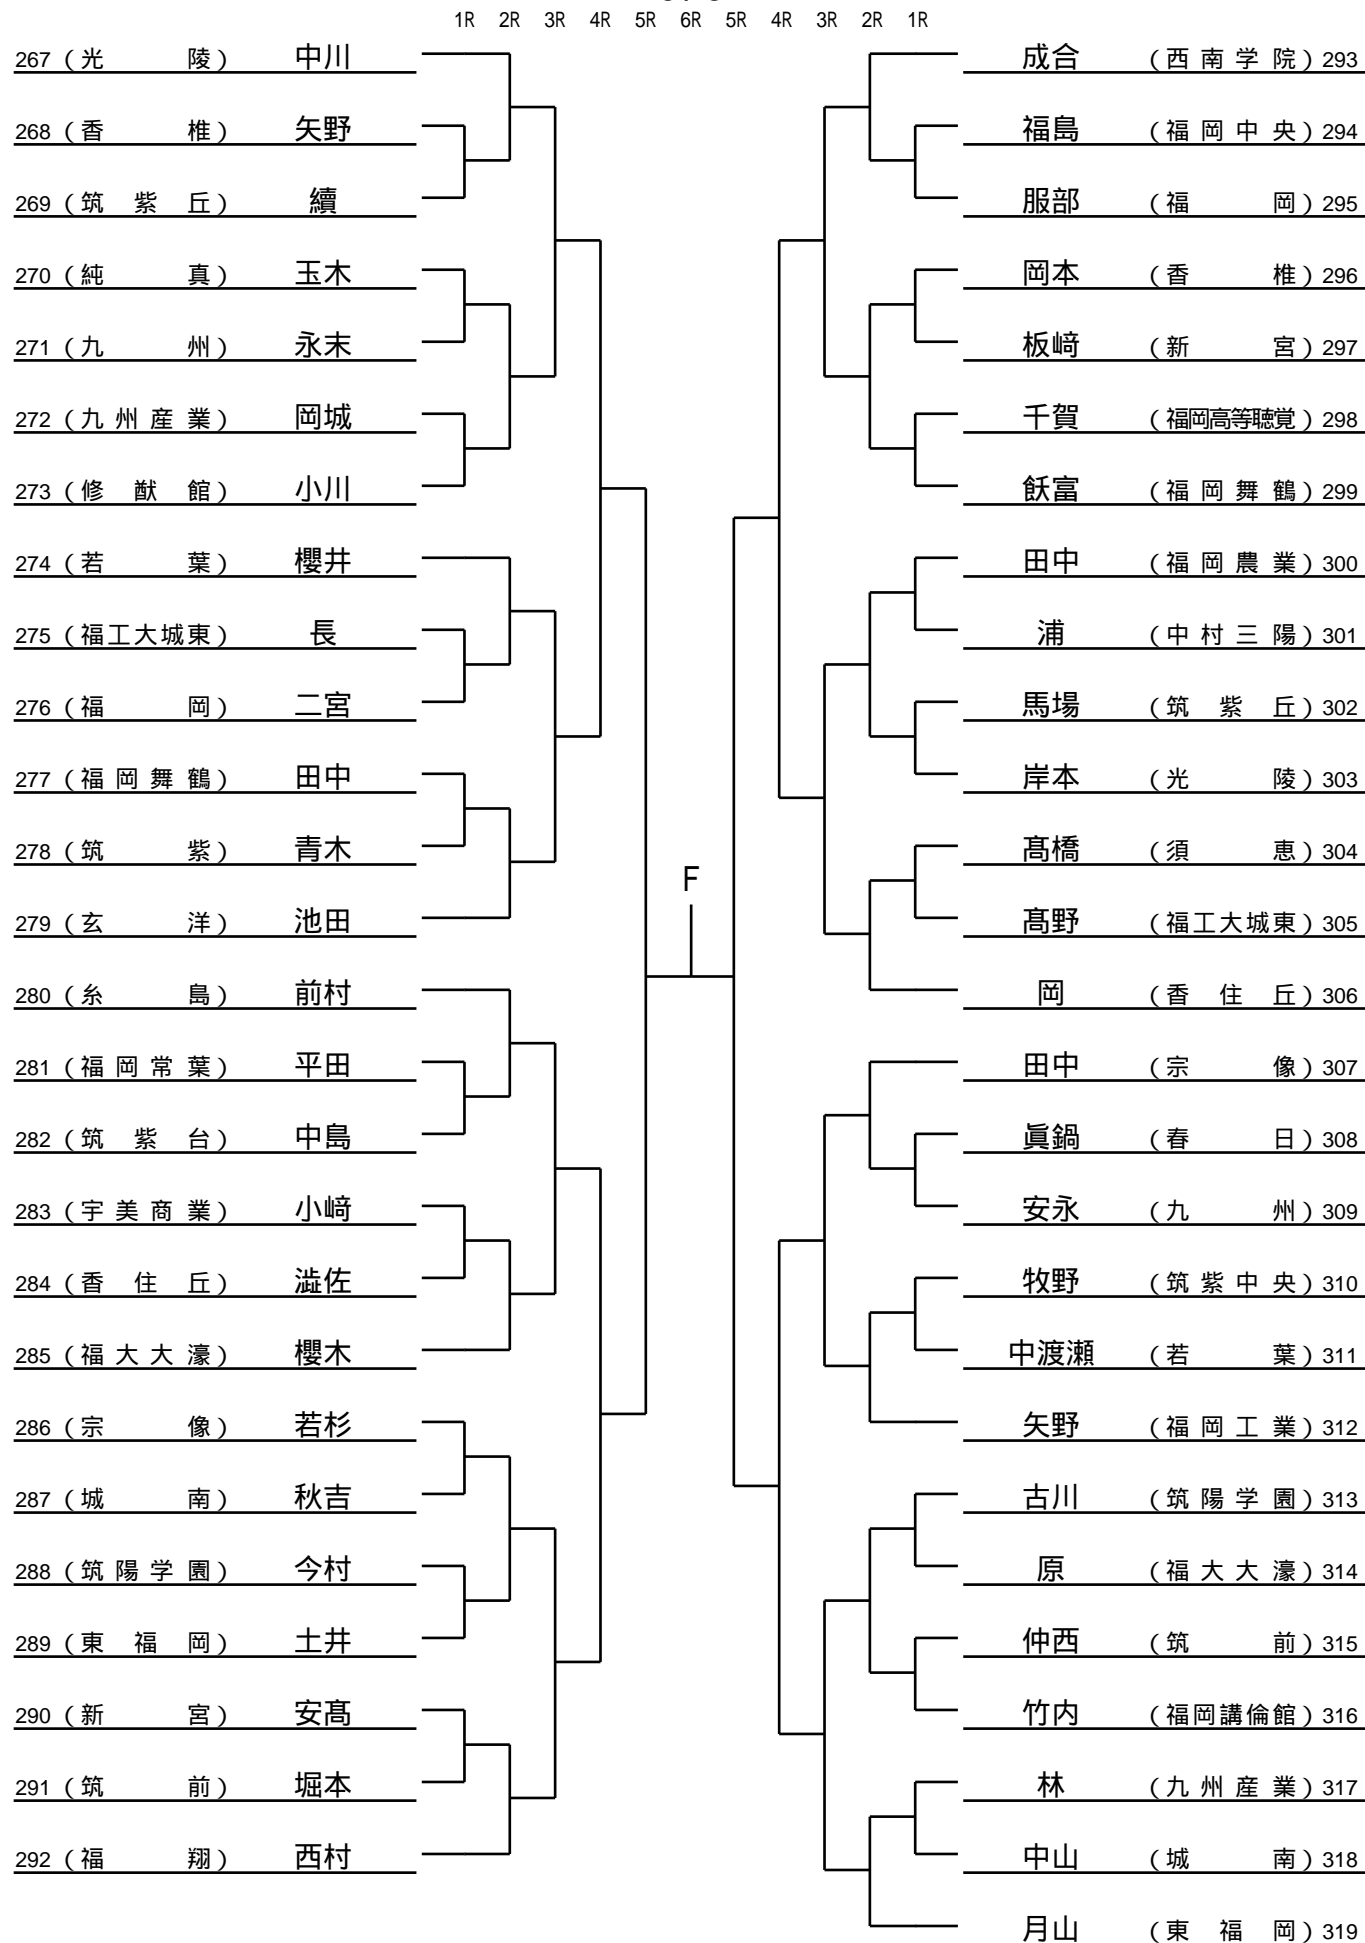 1R 2R 3R 4R 5R 6R 5R 4R 3R 2R 1R
267 (光陵) 中川
268 (香椎) 矢野
269 (筑紫丘) 續
270 (純真) 玉木
271 (九州) 永末
272 (九州産業) 岡城
273 (修猷館) 小川
274 (若葉) 櫻井
275 (福工大城東) 長
276 (福岡) 二宮
277 (福岡舞鶴) 田中
278 (筑紫) 青木
279 (玄洋) 池田
280 (糸島) 前村
281 (福岡常葉) 平田
282 (筑紫台) 中島
283 (宇美商業) 小﨑
284 (香住丘) 澁佐
285 (福大大濠) 櫻木
286 (宗像) 若杉
287 (城南) 秋吉
288 (筑陽学園) 今村
289 (東福岡) 土井
290 (新宮) 安髙
291 (筑前) 堀本
292 (福翔) 西村
F
成合 (西南学院) 293
福島 (福岡中央) 294
服部 (福岡) 295
岡本 (香椎) 296
板﨑 (新宮) 297
千賀 (福岡高等聴覚) 298
飫富 (福岡舞鶴) 299
田中 (福岡農業) 300
浦 (中村三陽) 301
馬場 (筑紫丘) 302
岸本 (光陵) 303
髙橋 (須恵) 304
髙野 (福工大城東) 305
岡 (香住丘) 306
田中 (宗像) 307
眞鍋 (春日) 308
安永 (九州) 309
牧野 (筑紫中央) 310
中渡瀬 (若葉) 311
矢野 (福岡工業) 312
古川 (筑陽学園) 313
原 (福大大濠) 314
仲西 (筑前) 315
竹内 (福岡講倫館) 316
林 (九州産業) 317
中山 (城南) 318
月山 (東福岡) 319